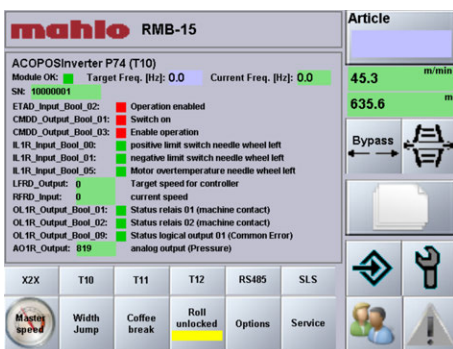 mahlo RMB-15
Article
ACOPOSInverter P74 (T10)
Module OK: Target Freq. [Hz]: 0.0 Current Freq. [Hz]: 0.0
SN: 10000001
ETAD_Input_Bool_02: Operation enabled
CMDD_Output_Bool_01: Switch on
CMDD_Output_Bool_03: Enable operation
IL1R_Input_Bool_00: positive limit switch needle wheel left
IL1R_Input_Bool_01: negative limit switch needle wheel left
IL1R_Input_Bool_05: Motor overtemperature needle wheel left
LFRD_Output: 0 Target speed for controller
RFRD_Input: 0 current speed
OL1R_Output_Bool_01: Status relais 01 (machine contact)
OL1R_Output_Bool_02: Status relais 02 (machine contact)
OL1R_Output_Bool_09: Status logical output 01 (Common Error)
AO1R_Output: 819 analog output (Pressure)
45.3 m/min
635.6 m
Bypass
X2X T10 T11 T12 RS485 SLS
Master speed
Width Jump
Coffee break
Roll unlocked
Options
Service